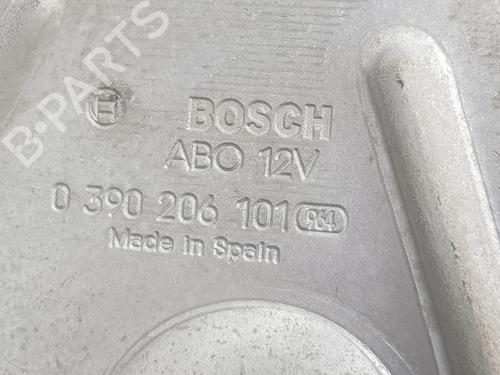 B-PARTS
BOSCH
ABO 12V
0 390 206 101 964
Made in Spain